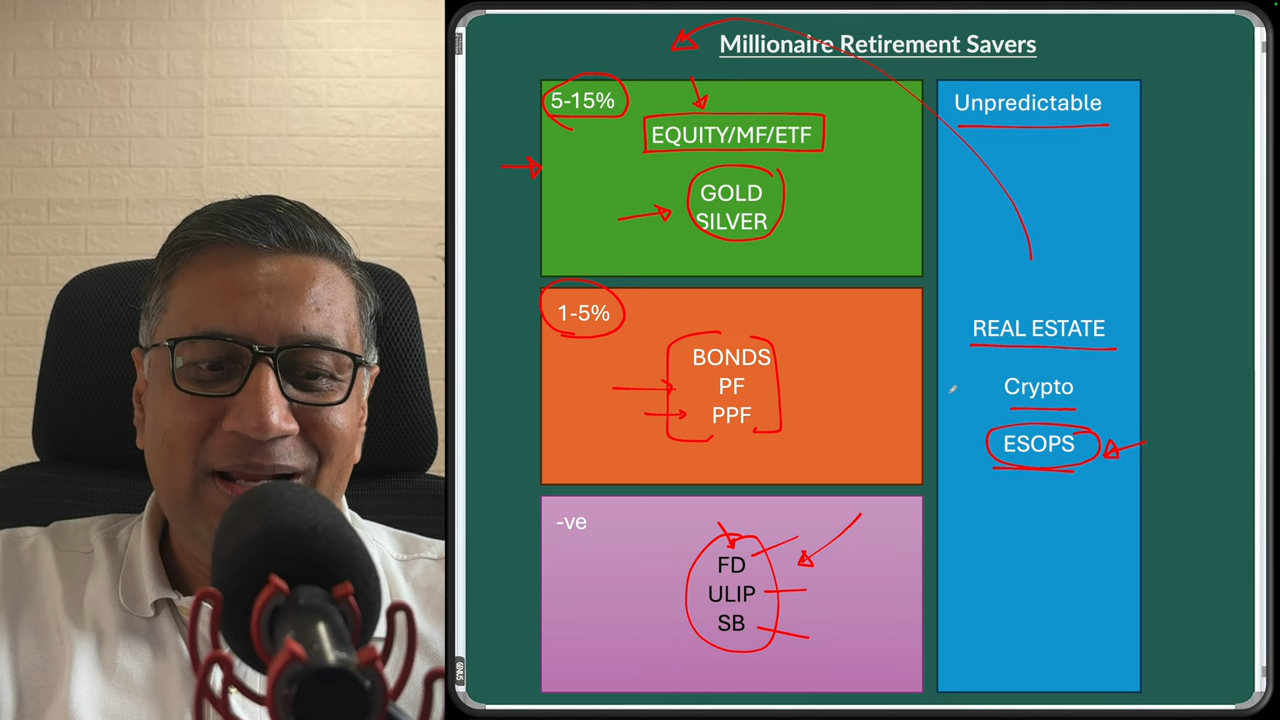 Millionaire Retirement Savers
5-15%
EQUITY/MF/ETF
GOLD
SILVER
1-5%
BONDS
PF
PPF
-ve
FD
ULIP
SB
Unpredictable
REAL ESTATE
Crypto
ESOPS
GENIUS